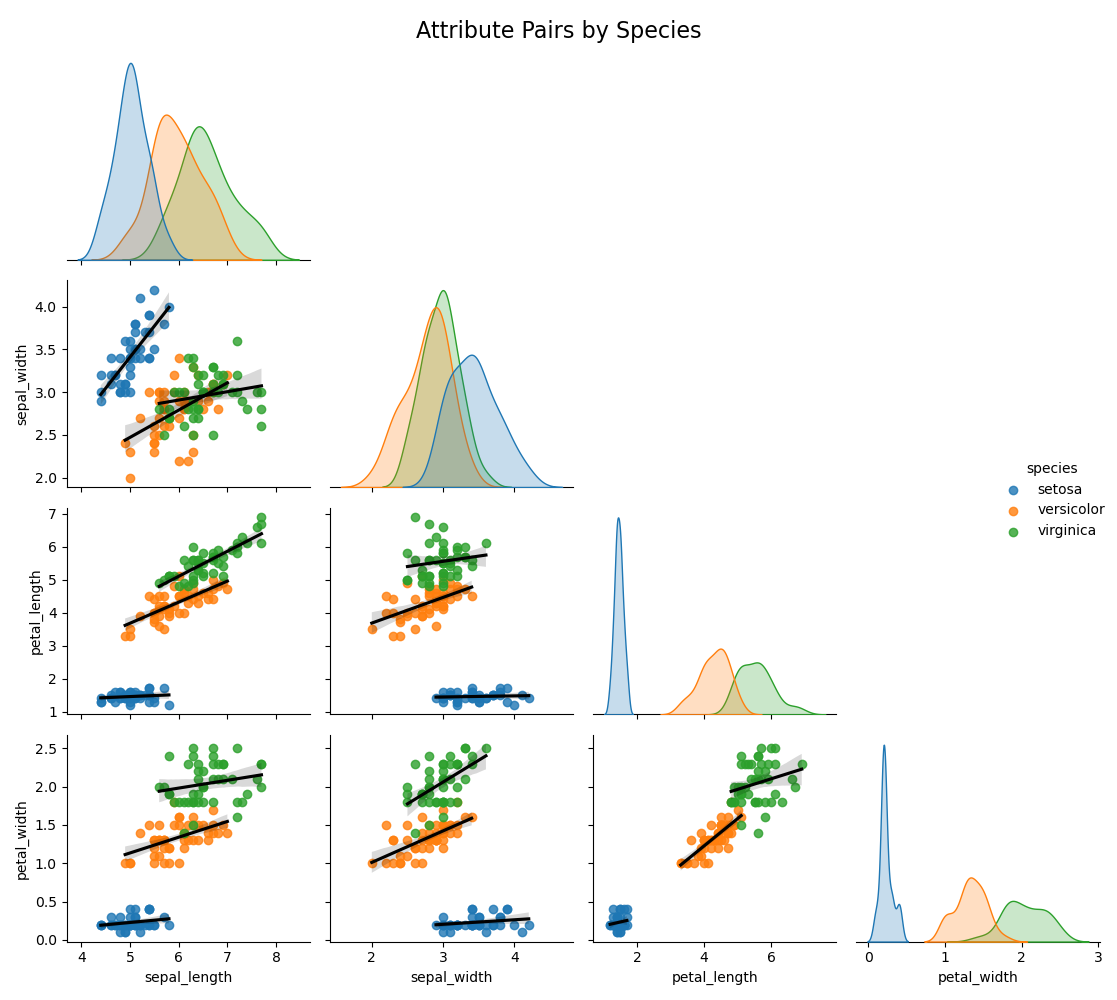 Attribute Pairs by Species
4.0
3.5
3.0
2.5
2.0
sepal_width
species
setosa
versicolor
virginica
7
6
5
4
3
2
1
petal_length
2.5
2.0
1.5
1.0
0.5
0.0
petal_width
4 5 6 7 8
2 3 4
2 4 6
0 1 2 3
sepal_length
sepal_width
petal_length
petal_width